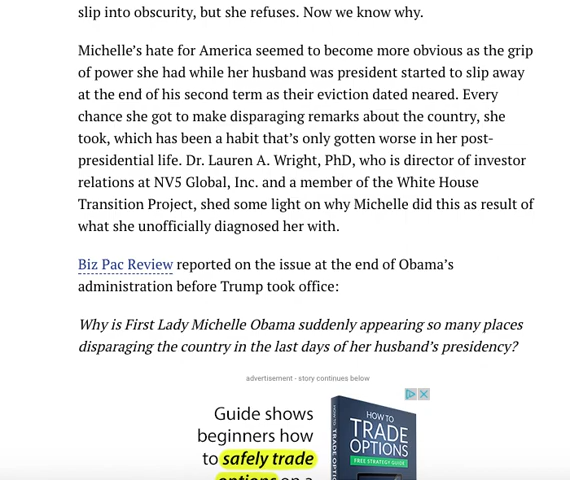 slip into obscurity, but she refuses. Now we know why.
Michelle’s hate for America seemed to become more obvious as the grip
of power she had while her husband was president started to slip away
at the end of his second term as their eviction dated neared. Every
chance she got to make disparaging remarks about the country, she
took, which has been a habit that’s only gotten worse in her post-
presidential life. Dr. Lauren A. Wright, PhD, who is director of investor
relations at NV5 Global, Inc. and a member of the White House
Transition Project, shed some light on why Michelle did this as result of
what she unofficially diagnosed her with.
Biz Pac Review reported on the issue at the end of Obama’s
administration before Trump took office:
Why is First Lady Michelle Obama suddenly appearing so many places
disparaging the country in the last days of her husband’s presidency?
advertisement - story continues below
Guide shows
beginners how
to safely trade
options on a
HOW TO
TRADE
OPTIONS
FREE STRATEGY GUIDE
HOW TO TRADE OPTIO